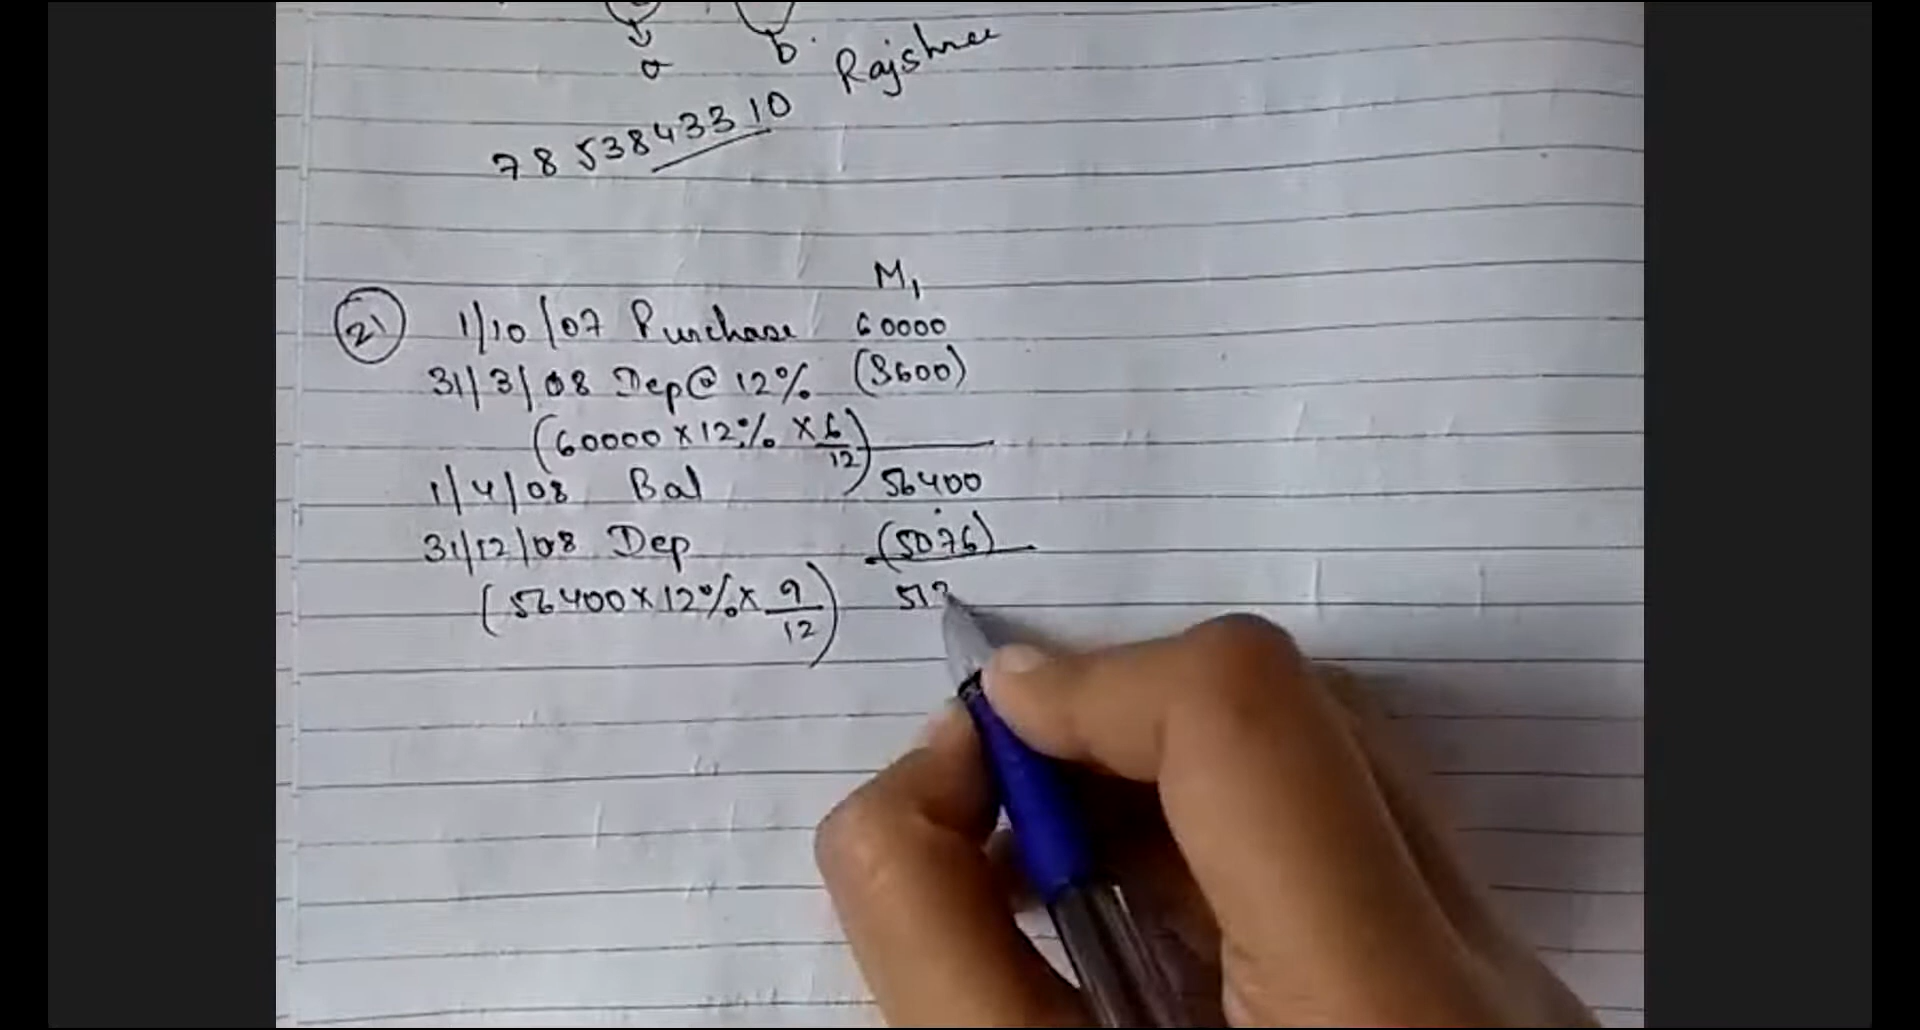 a
b.
Rajshree
7853843310
M1
21 1/10/07 Purchase 60000
31/3/08 Dep@ 12% (3600)
(60000 x 12% x 6/12)
1/4/08 Bal 56400
31/12/08 Dep (5076)
(56400 x 12% x 9/12) 513